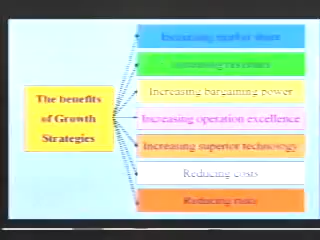 The benefits
of Growth
Strategies
Increasing market share
Increasing revenues
Increasing bargaining power
Increasing operation excellence
Increasing superior technology
Reducing costs
Reducing risks